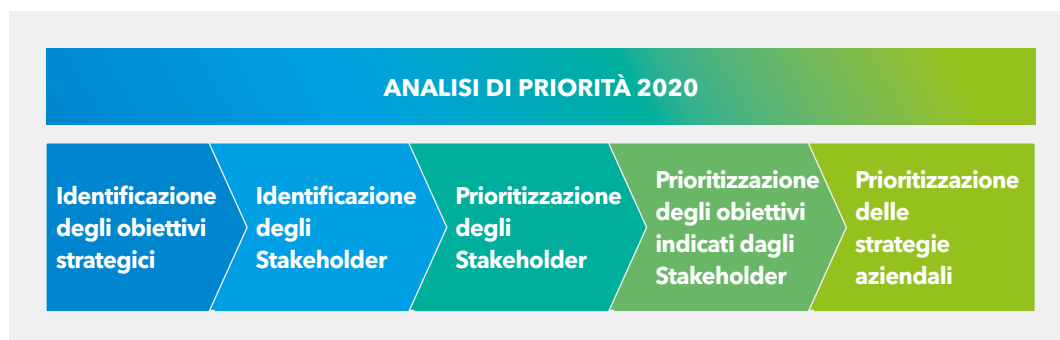 ANALISI DI PRIORITÀ 2020
Identificazione
degli obiettivi
strategici
Identificazione
degli
Stakeholder
Prioritizzazione
degli
Stakeholder
Prioritizzazione
degli obiettivi
indicati dagli
Stakeholder
Prioritizzazione
delle
strategie
aziendali